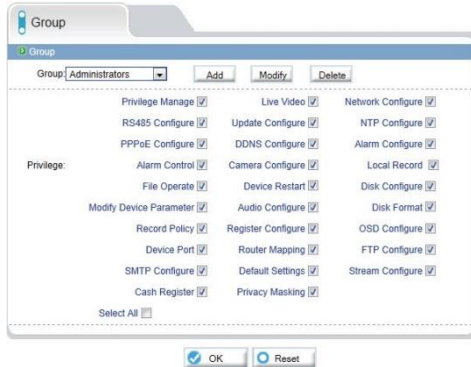 Group
Group
Group: Administrators Add Modify Delete
Privilege Manage Live Video Network Configure
RS485 Configure Update Configure NTP Configure
PPPoE Configure DDNS Configure Alarm Configure
Privilege: Alarm Control Camera Configure Local Record
File Operate Device Restart Disk Configure
Modify Device Parameter Audio Configure Disk Format
Record Policy Register Configure OSD Configure
Device Port Router Mapping FTP Configure
SMTP Configure Default Settings Stream Configure
Cash Register Privacy Masking
Select All
OK Reset